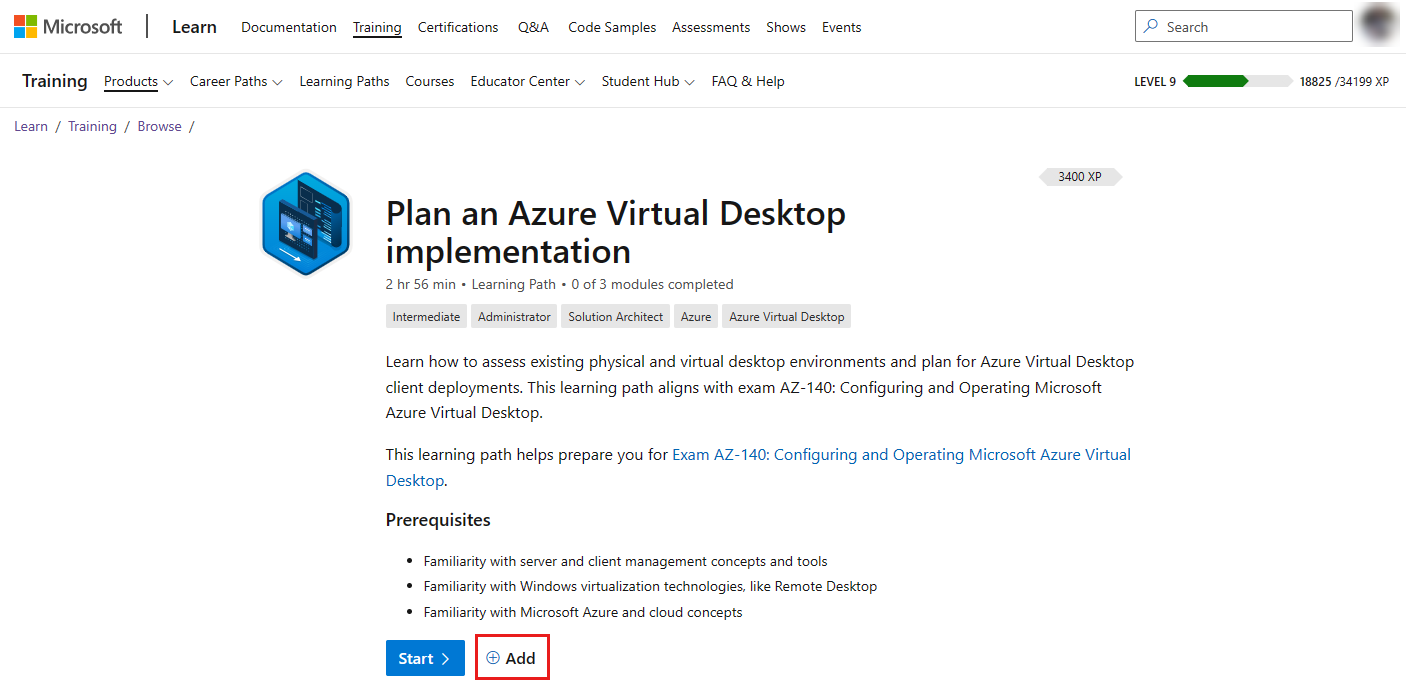 Microsoft Learn Documentation Training Certifications Q&A Code Samples Assessments Shows Events Search
Training Products Career Paths Learning Paths Courses Educator Center Student Hub FAQ & Help LEVEL 9 18825 /34199 XP
Learn / Training / Browse /
3400 XP
Plan an Azure Virtual Desktop
implementation
2 hr 56 min • Learning Path • 0 of 3 modules completed
Intermediate Administrator Solution Architect Azure Azure Virtual Desktop
Learn how to assess existing physical and virtual desktop environments and plan for Azure Virtual Desktop
client deployments. This learning path aligns with exam AZ-140: Configuring and Operating Microsoft
Azure Virtual Desktop.
This learning path helps prepare you for Exam AZ-140: Configuring and Operating Microsoft Azure Virtual
Desktop.
Prerequisites
• Familiarity with server and client management concepts and tools
• Familiarity with Windows virtualization technologies, like Remote Desktop
• Familiarity with Microsoft Azure and cloud concepts
Start Add